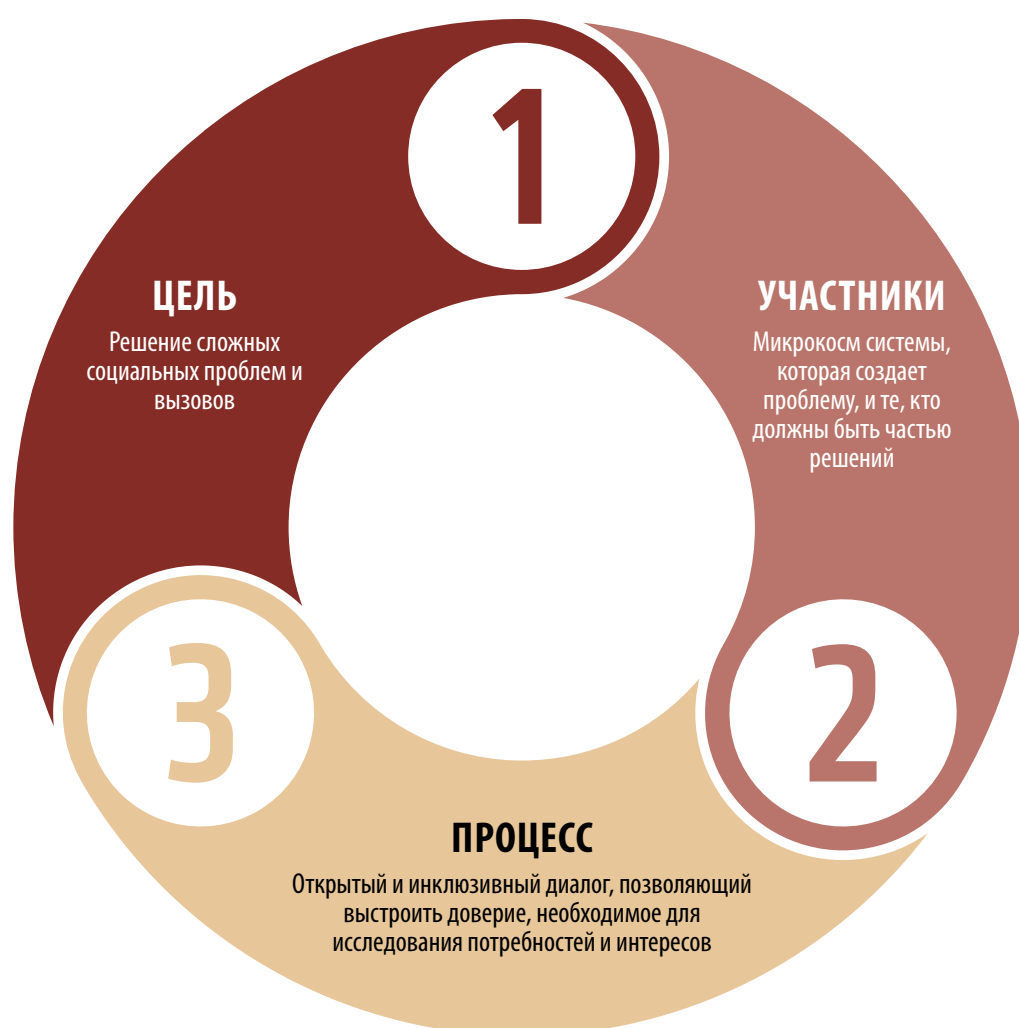 1
ЦЕЛЬ
Решение сложных
социальных проблем и
вызовов
УЧАСТНИКИ
Микрокосм системы,
которая создает
проблему, и те, кто
должны быть частью
решений
2
3
ПРОЦЕСС
Открытый и инклюзивный диалог, позволяющий
выстроить доверие, необходимое для
исследования потребностей и интересов